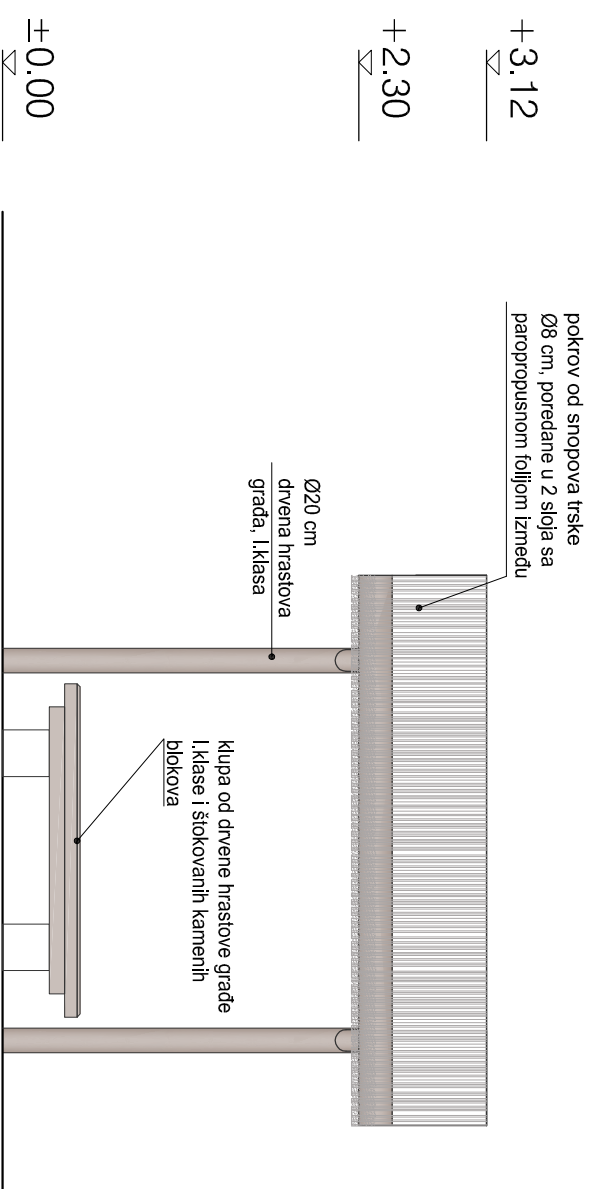 +3.12
+2.30
±0.00
pokrov od snopova trske
Ø8 cm, poredane u 2 sloja sa
paropropusnom folijom između
Ø20 cm
drvena hrastova
građa, I.klasa
klupa od drvene hrastove građe
I.klase i štokovanih kamenih
blokova